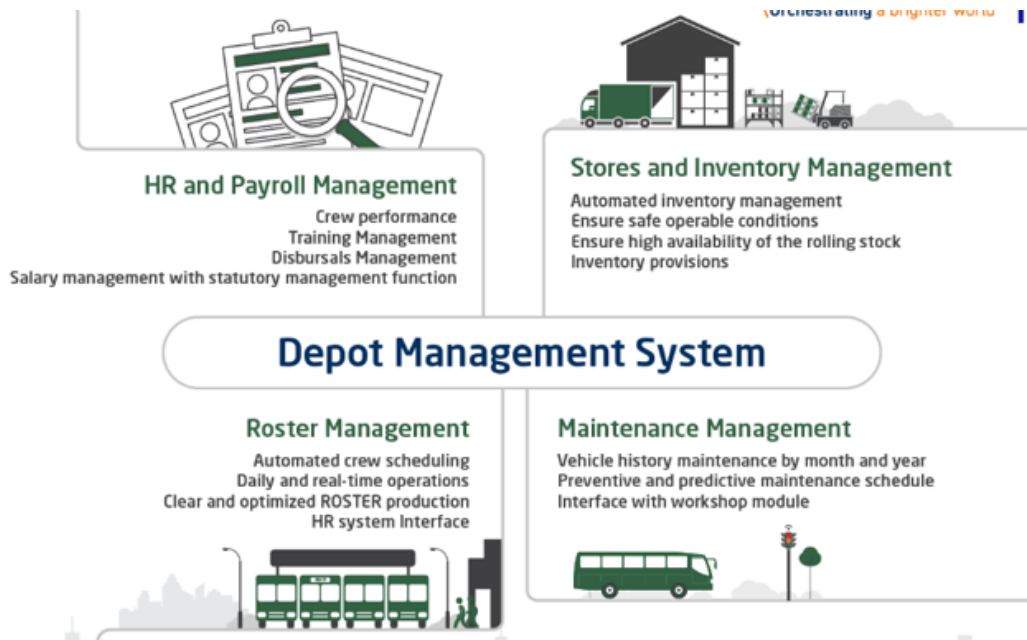 \Orchestrating a brighter world
HR and Payroll Management
Crew performance
Training Management
Disbursals Management
Salary management with statutory management function
Stores and Inventory Management
Automated inventory management
Ensure safe operable conditions
Ensure high availability of the rolling stock
Inventory provisions
Depot Management System
Roster Management
Automated crew scheduling
Daily and real-time operations
Clear and optimized ROSTER production
HR system Interface
Maintenance Management
Vehicle history maintenance by month and year
Preventive and predictive maintenance schedule
Interface with workshop module